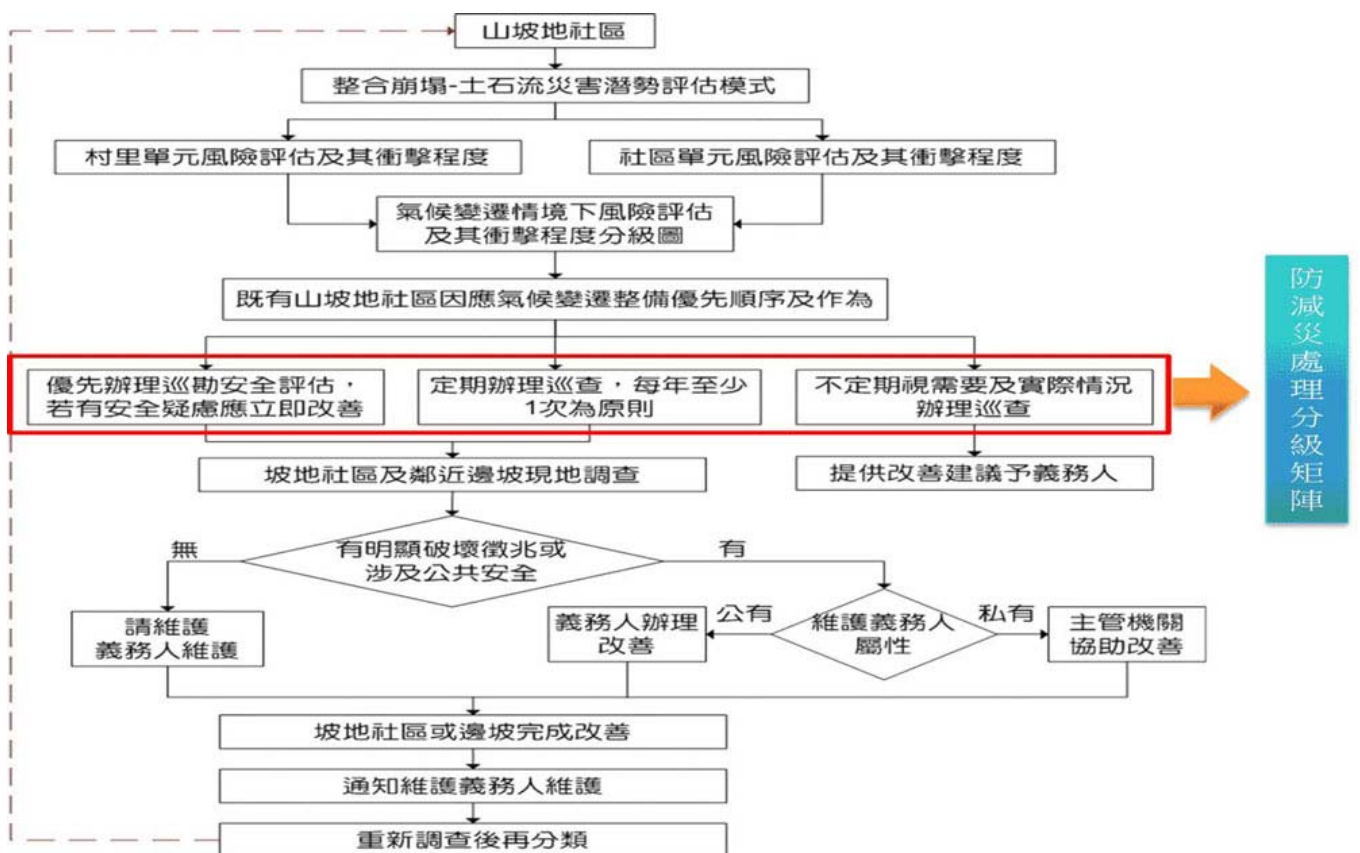 山坡地社區
整合崩塌-土石流災害潛勢評估模式
村里單元風險評估及其衝擊程度
社區單元風險評估及其衝擊程度
氣候變遷情境下風險評估
及其衝擊程度分級圖
既有山坡地社區因應氣候變遷整備優先順序及作為
優先辦理巡勘安全評估，
若有安全疑慮應立即改善
定期辦理巡查，每年至少
1次為原則
不定期視需要及實際情況
辦理巡查
防減災處理分級矩陣
坡地社區及鄰近邊坡現地調查
提供改善建議予義務人
無
有明顯破壞徵兆或
涉及公共安全
有
請維護
義務人維護
義務人辦理
改善
公有
維護義務人
屬性
私有
主管機關
協助改善
坡地社區或邊坡完成改善
通知維護義務人維護
重新調查後再分類